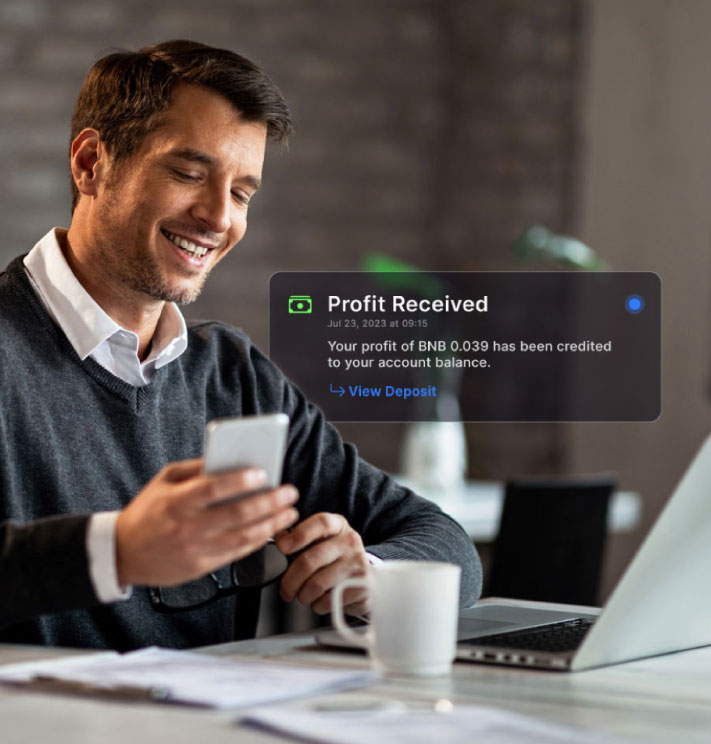 Profit Received
Jul 23, 2023 at 09:15
Your profit of BNB 0.039 has been credited
to your account balance.
View Deposit